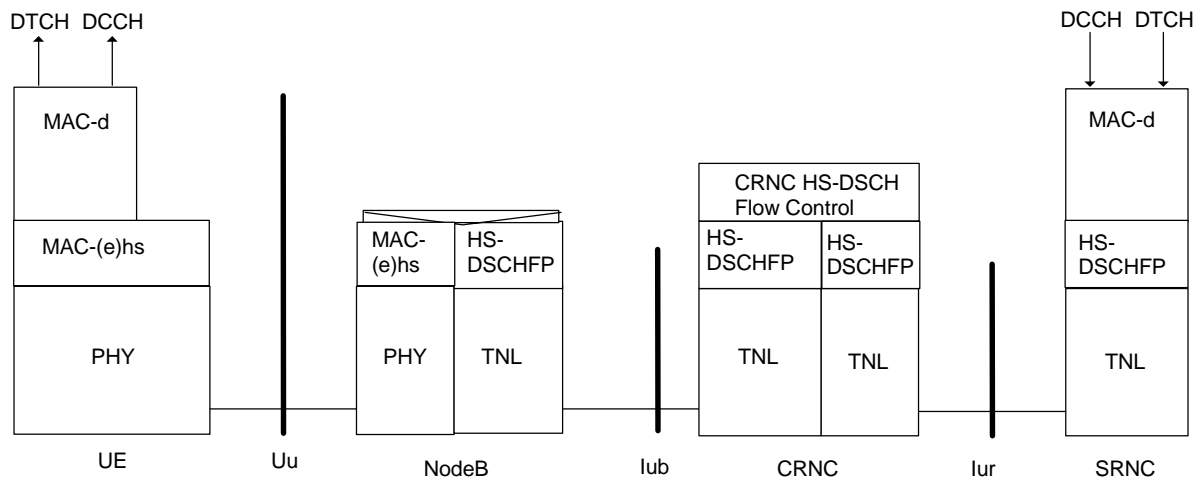 DTCH DCCH
DCCH DTCH
MAC-d
MAC-d
CRNC HS-DSCH
Flow Control
MAC-(e)hs
MAC-
(e)hs
HS-
DSCHFP
HS-
DSCHFP
HS-
DSCHFP
HS-
DSCHFP
PHY
PHY
TNL
TNL
TNL
TNL
UE
Uu
NodeB
Iub
CRNC
Iur
SRNC